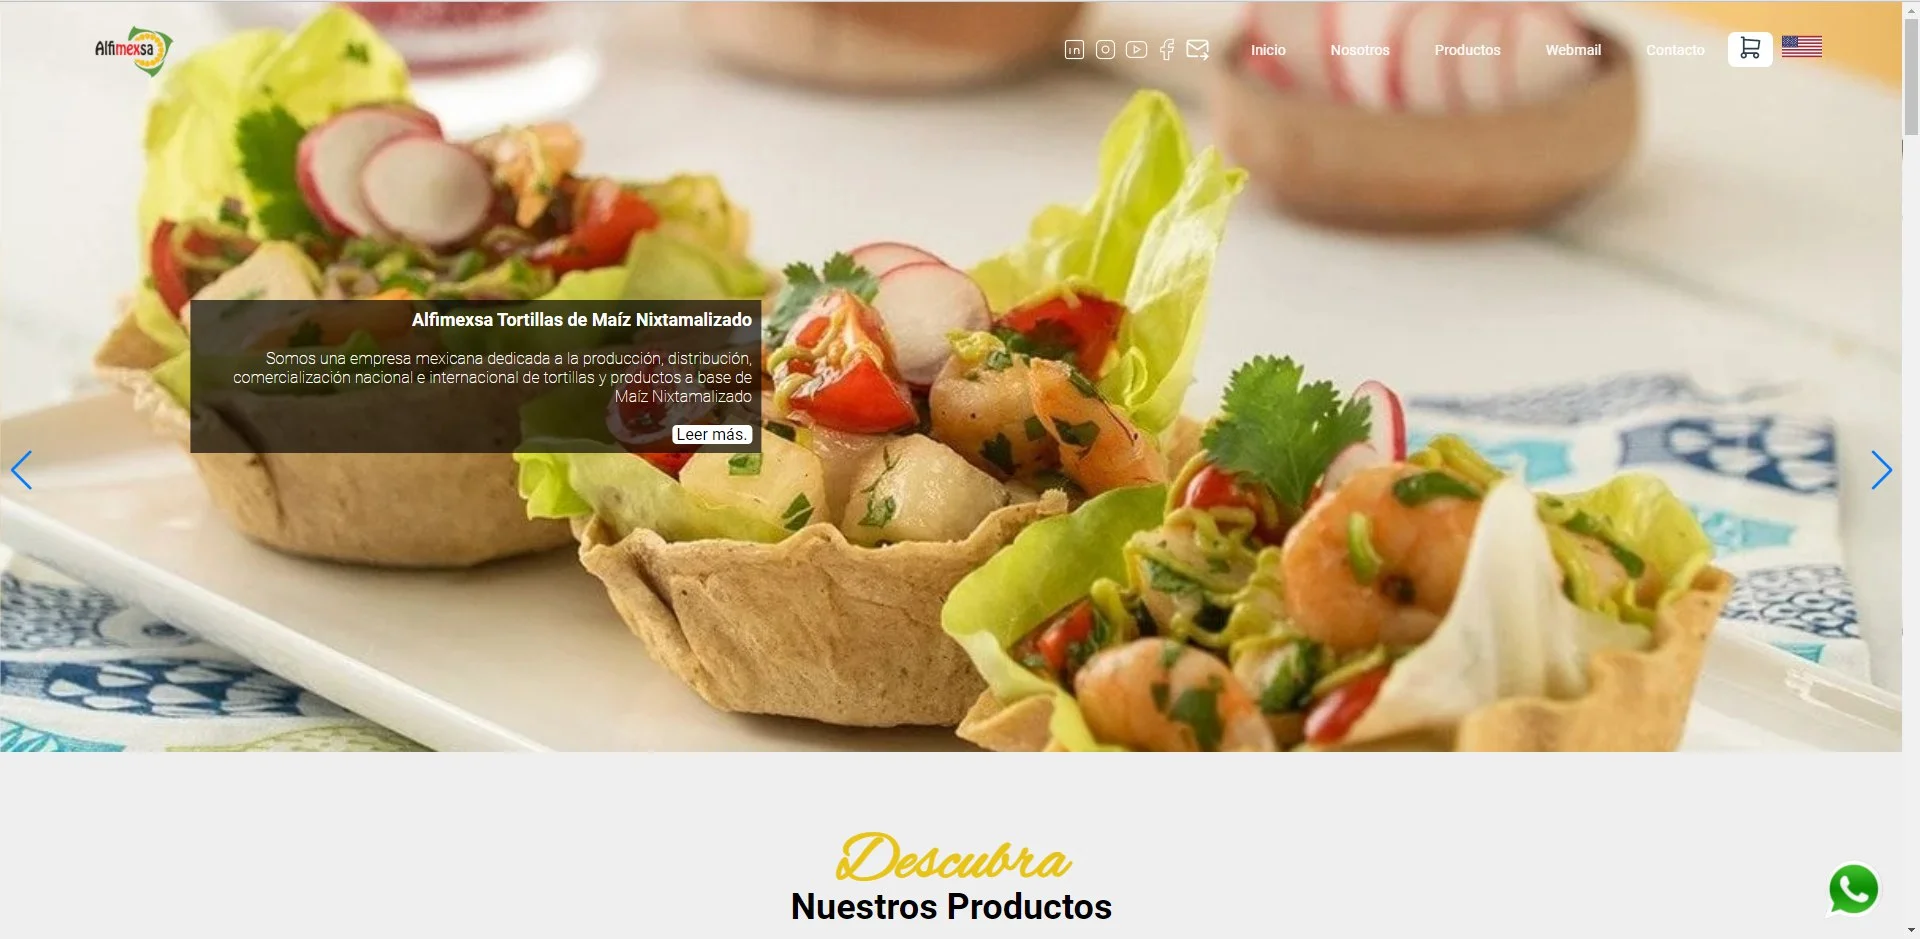 Alfimexsa
Inicio
Nosotros
Productos
Webmail
Contacto
Alfimexsa Tortillas de Maíz Nixtamalizado
Somos una empresa mexicana dedicada a la producción, distribución,
comercialización nacional e internacional de tortillas y productos a base de
Maíz Nixtamalizado
Leer más.
Descubra
Nuestros Productos